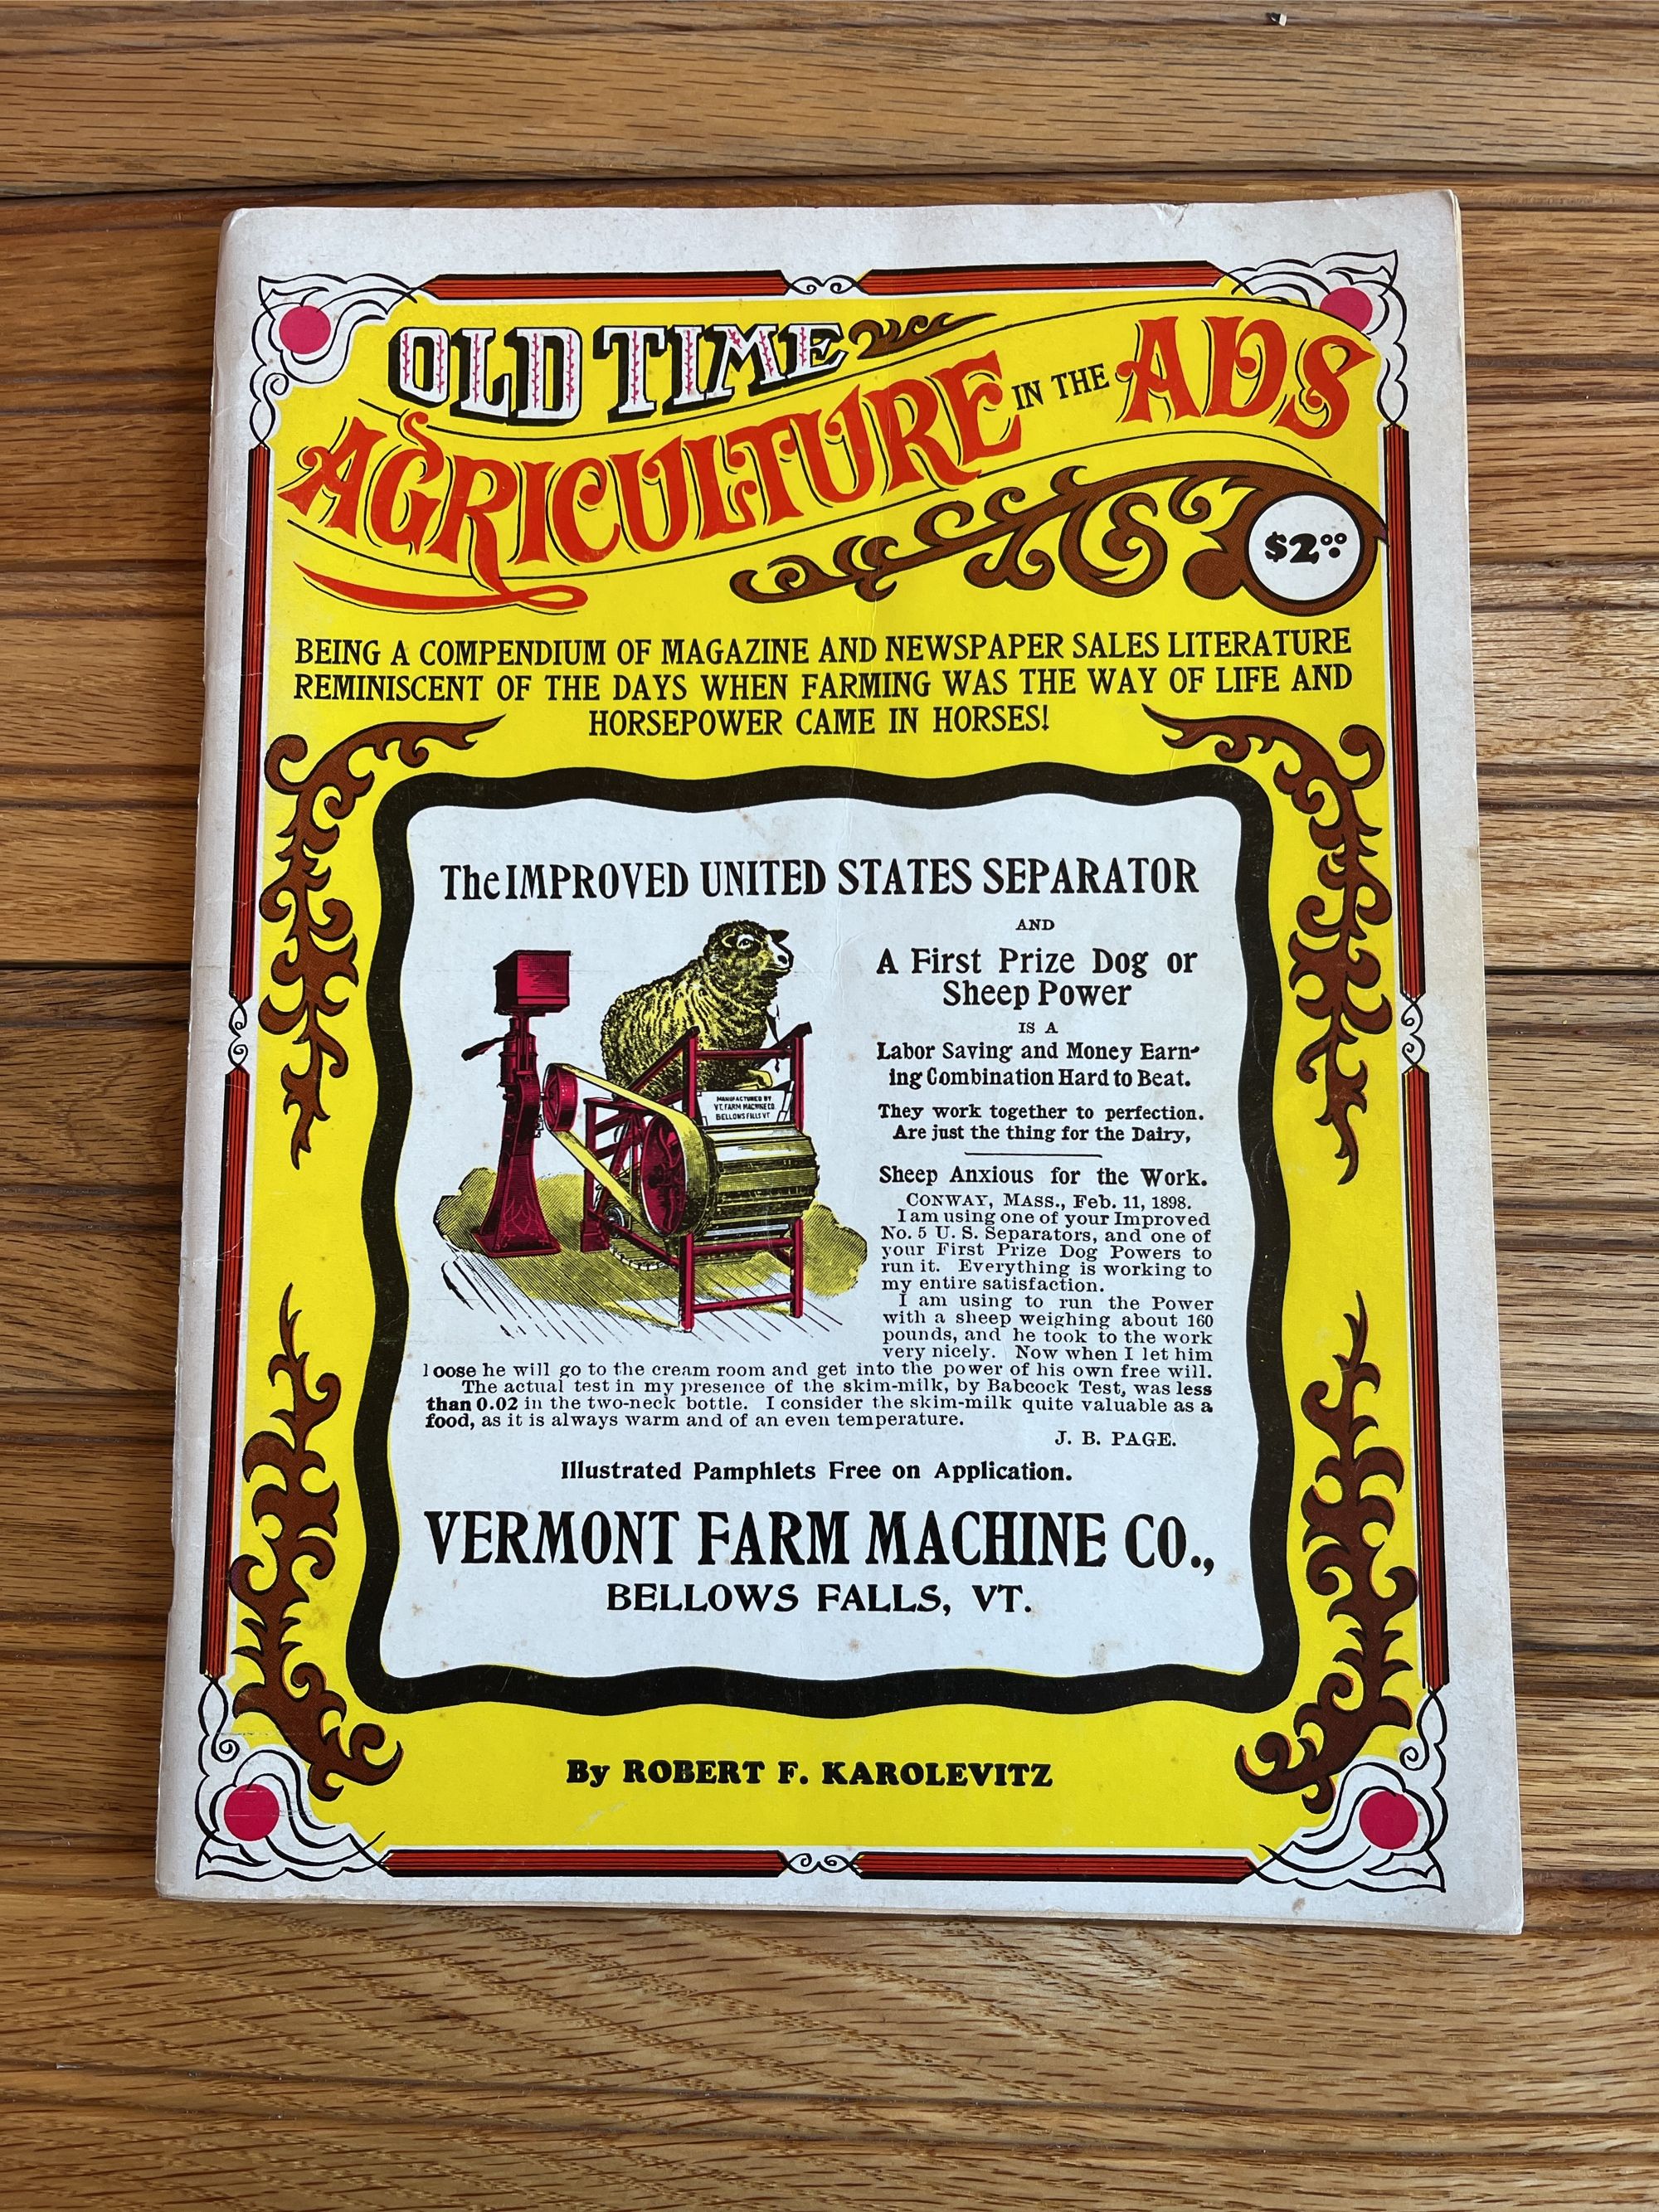 OLD TIME
AGRICULTURE IN THE ADS
$2.00
BEING A COMPENDIUM OF MAGAZINE AND NEWSPAPER SALES LITERATURE
REMINISCENT OF THE DAYS WHEN FARMING WAS THE WAY OF LIFE AND
HORSEPOWER CAME IN HORSES!
The IMPROVED UNITED STATES SEPARATOR
AND
A First Prize Dog or
Sheep Power
IS A
Labor Saving and Money Earn-
ing Combination Hard to Beat.
They work together to perfection.
Are just the thing for the Dairy,
MANUFACTURED BY
VT. FARM MACHINE CO.
BELLOWS FALLS VT
Sheep Anxious for the Work.
CONWAY, MASS., Feb. 11, 1898.
I am using one of your Improved
No. 5 U. S. Separators, and one of
your First Prize Dog Powers to
run it. Everything is working to
my entire satisfaction.
I am using to run the Power
with a sheep weighing about 160
pounds, and he took to the work
very nicely. Now when I let him
loose he will go to the cream room and get into the power of his own free will.
The actual test in my presence of the skim-milk, by Babcock Test, was less
than 0.02 in the two-neck bottle. I consider the skim-milk quite valuable as a
food, as it is always warm and of an even temperature.
J. B. PAGE.
Illustrated Pamphlets Free on Application.
VERMONT FARM MACHINE CO.,
BELLOWS FALLS, VT.
By ROBERT F. KAROLEVITZ